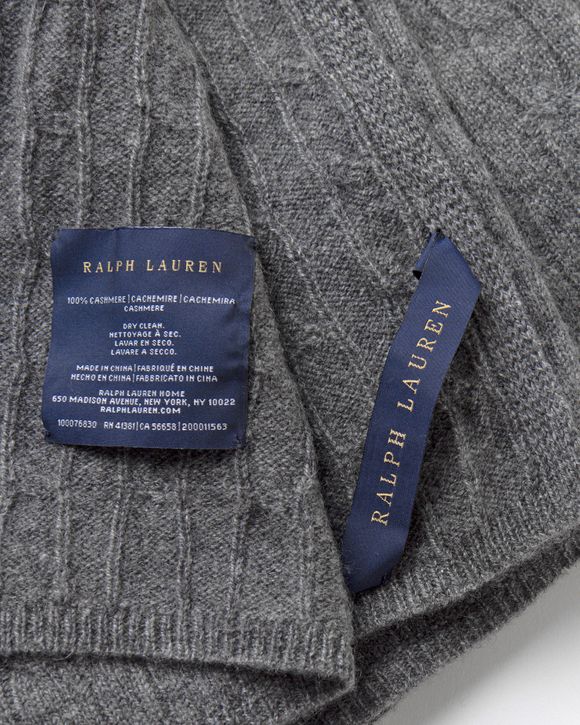 RALPH LAUREN
100% CASHMERE | CACHEMIRE | CACHEMIRA
CASHMERE
DRY CLEAN.
NETTOYAGE À SEC.
LAVAR EN SECO.
LAVARE A SECCO.
MADE IN CHINA | FABRIQUÉ EN CHINE
HECHO EN CHINA | FABBRICATO IN CINA
RALPH LAUREN HOME
650 MADISON AVENUE, NEW YORK, NY 10022
RALPHLAUREN.COM
100076830 RN 41381 | CA 56658 | 200011563
RALPH LAUREN